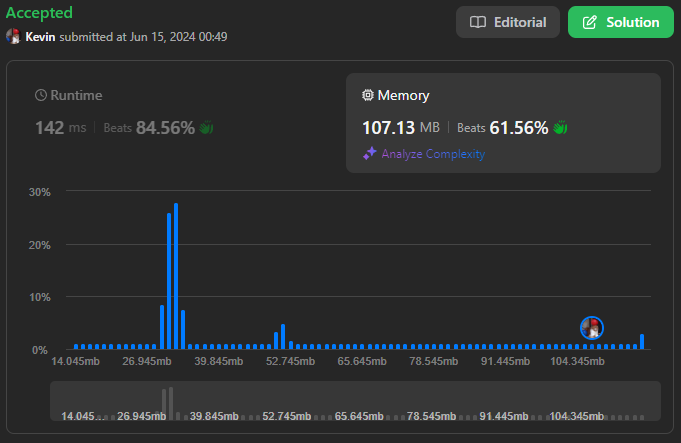 Accepted
Editorial
Solution
Kevin submitted at Jun 15, 2024 00:49
Runtime
142 ms | Beats 84.56%
Memory
107.13 MB | Beats 61.56%
Analyze Complexity
30%
20%
10%
0%
14.045mb 26.945mb 39.845mb 52.745mb 65.645mb 78.545mb 91.445mb 104.345mb
14.045... 26.945mb 39.845mb 52.745mb 65.645mb 78.545mb 91.445mb 104.345mb